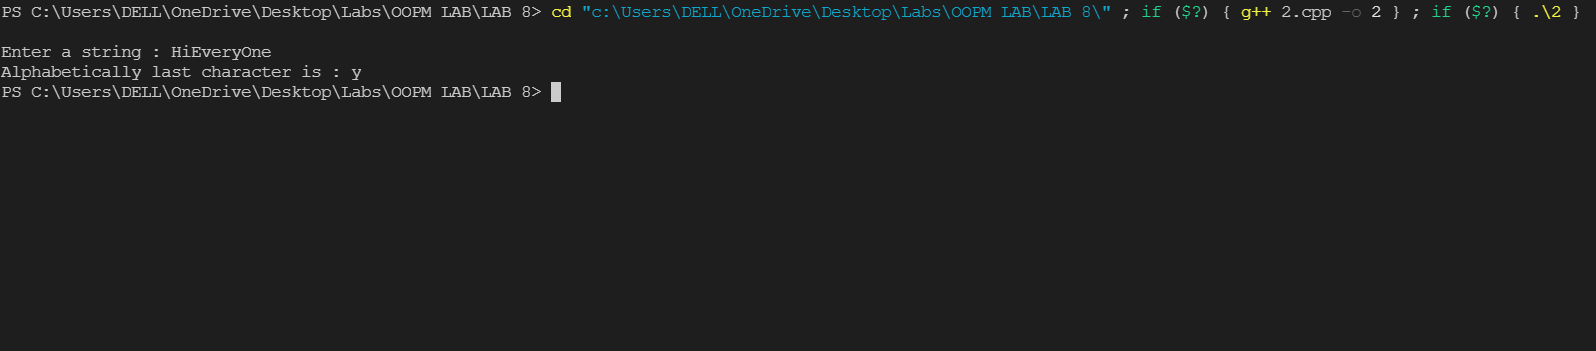 PS C:\Users\DELL\OneDrive\Desktop\Labs\OOPM LAB\LAB 8> cd "c:\Users\DELL\OneDrive\Desktop\Labs\OOPM LAB\LAB 8\" ; if ($?) { g++ 2.cpp -o 2 } ; if ($?) { .\2 }
Enter a string : HiEveryOne
Alphabetically last character is : y
PS C:\Users\DELL\OneDrive\Desktop\Labs\OOPM LAB\LAB 8>